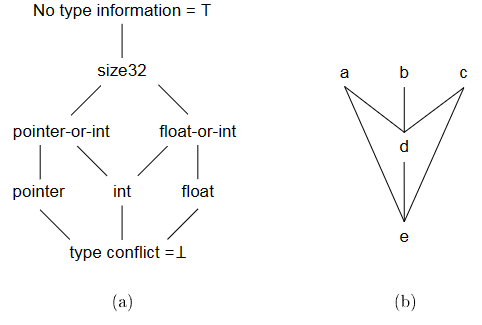 No type information = T
size32
pointer-or-int float-or-int
pointer int float
type conflict =⊥
a b c
d
e
(a) (b)